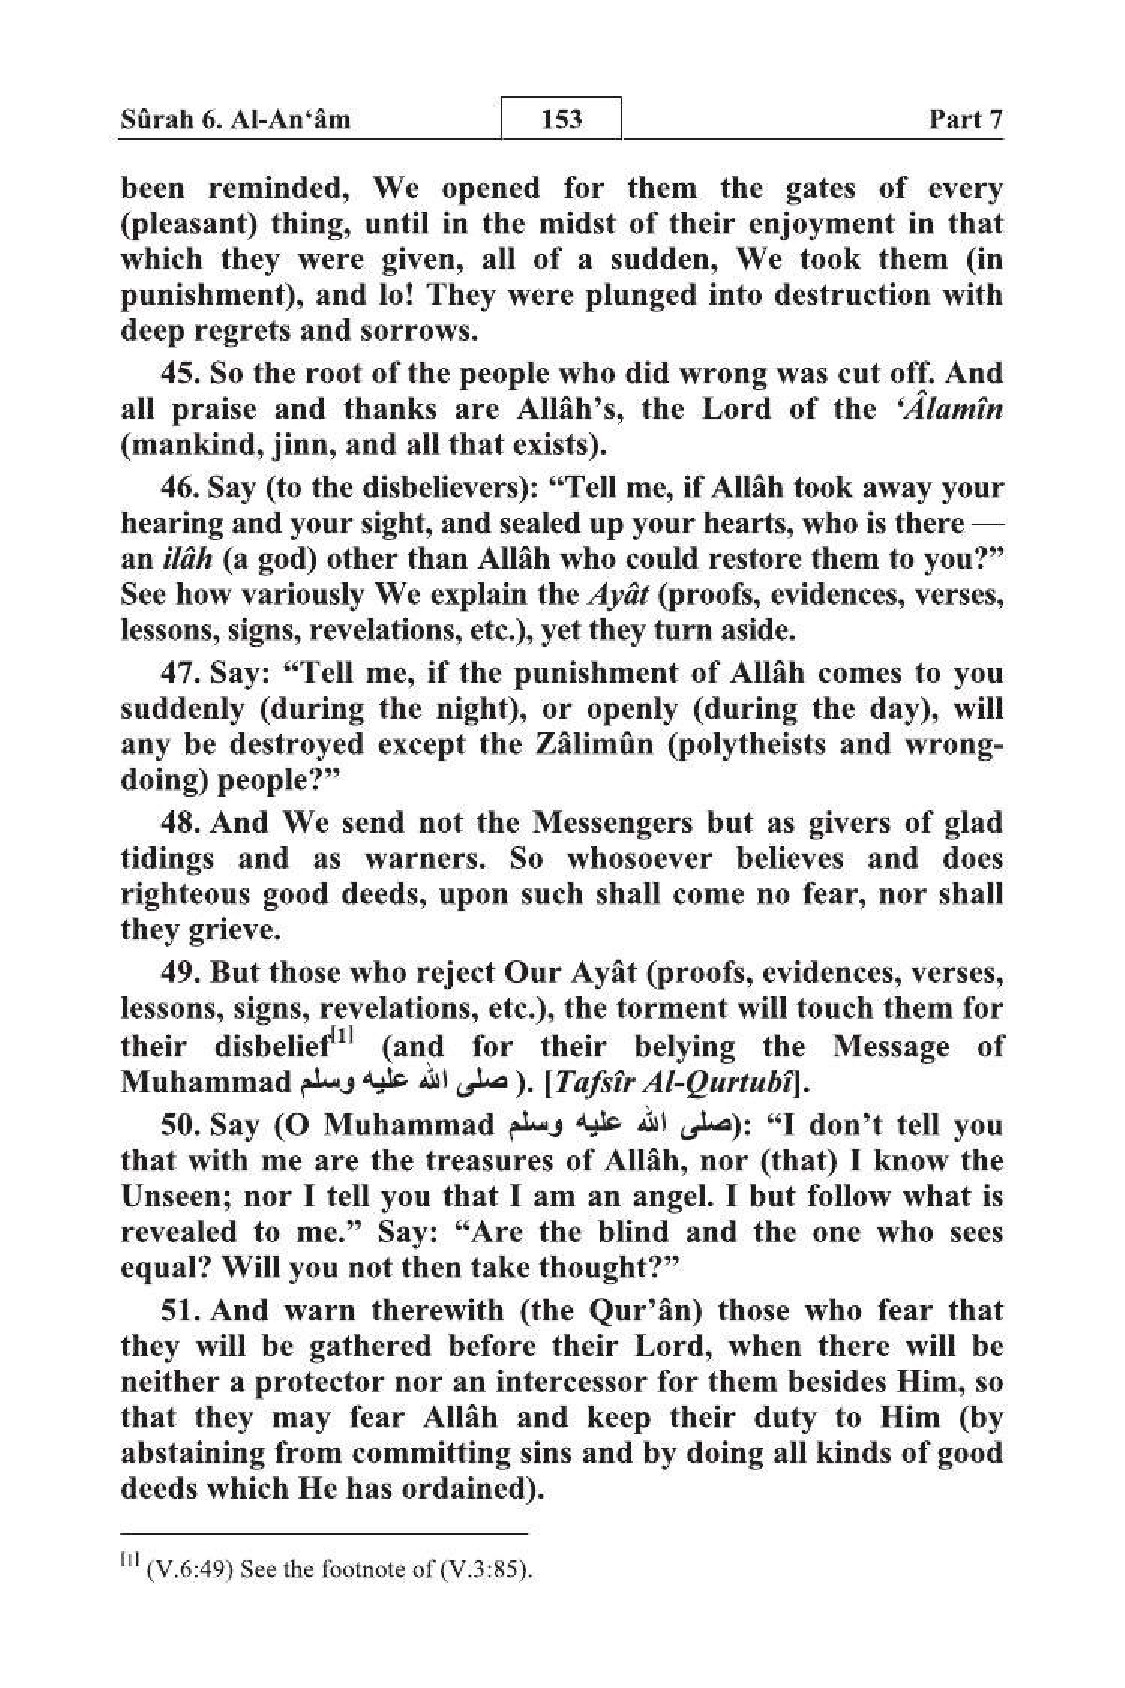 Sûrah 6. Al-An‘âm 153 Part 7
been reminded, We opened for them the gates of every
(pleasant) thing, until in the midst of their enjoyment in that
which they were given, all of a sudden, We took them (in
punishment), and lo! They were plunged into destruction with
deep regrets and sorrows.
45. So the root of the people who did wrong was cut off. And
all praise and thanks are Allâh’s, the Lord of the ‘Âlamîn
(mankind, jinn, and all that exists).
46. Say (to the disbelievers): “Tell me, if Allâh took away your
hearing and your sight, and sealed up your hearts, who is there —
an ilâh (a god) other than Allâh who could restore them to you?”
See how variously We explain the Ayât (proofs, evidences, verses,
lessons, signs, revelations, etc.), yet they turn aside.
47. Say: “Tell me, if the punishment of Allâh comes to you
suddenly (during the night), or openly (during the day), will
any be destroyed except the Zâlimûn (polytheists and wrong-
doing) people?”
48. And We send not the Messengers but as givers of glad
tidings and as warners. So whosoever believes and does
righteous good deeds, upon such shall come no fear, nor shall
they grieve.
49. But those who reject Our Ayât (proofs, evidences, verses,
lessons, signs, revelations, etc.), the torment will touch them for
their disbelief[1] (and for their belying the Message of
Muhammad صلى الله عليه وسلم ). [Tafsîr Al-Qurtubî].
50. Say (O Muhammad صلى الله عليه وسلم): “I don’t tell you
that with me are the treasures of Allâh, nor (that) I know the
Unseen; nor I tell you that I am an angel. I but follow what is
revealed to me.” Say: “Are the blind and the one who sees
equal? Will you not then take thought?”
51. And warn therewith (the Qur’ân) those who fear that
they will be gathered before their Lord, when there will be
neither a protector nor an intercessor for them besides Him, so
that they may fear Allâh and keep their duty to Him (by
abstaining from committing sins and by doing all kinds of good
deeds which He has ordained).
[1] (V.6:49) See the footnote of (V.3:85).